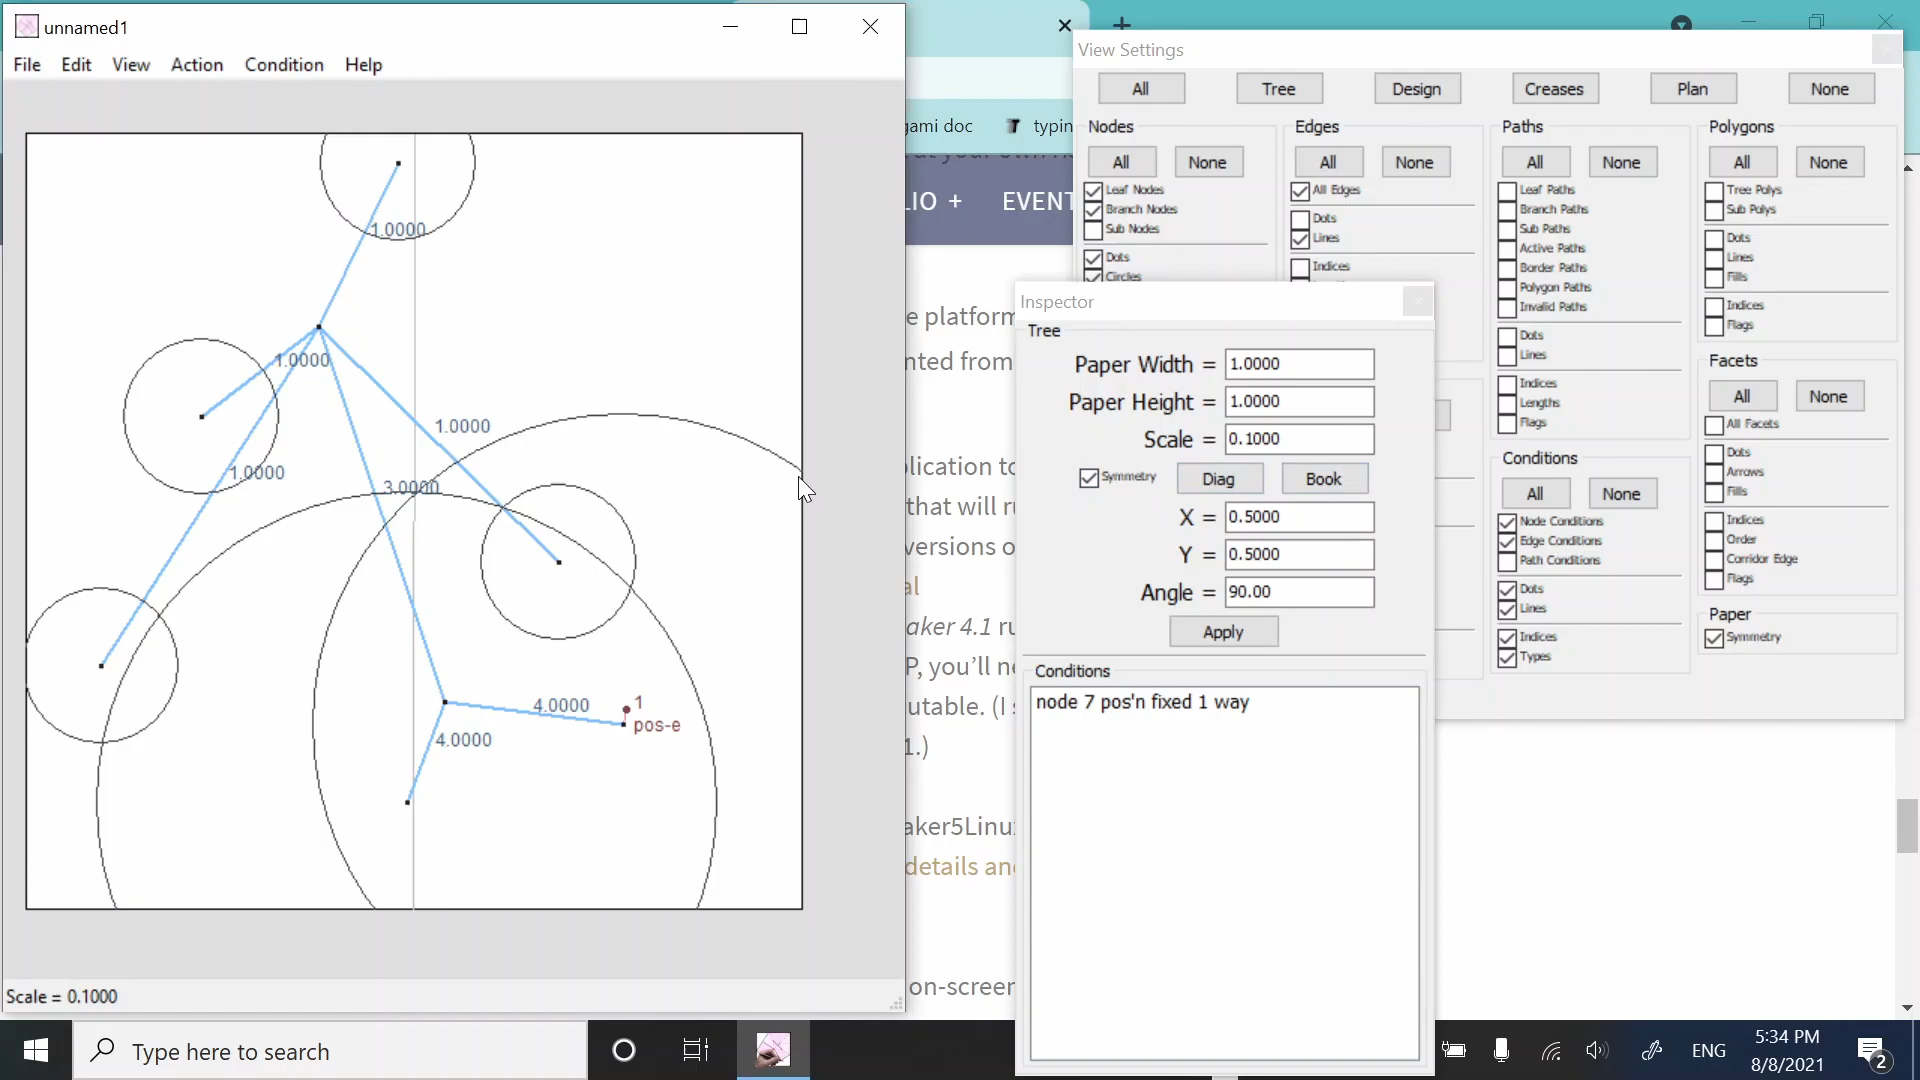 unnamed1
File Edit View Action Condition Help
1.0000
1.0000
1.0000
1.0000
3.0000
4.0000
1
pos-e
4.0000
Scale = 0.1000
gami doc typin
LIO + EVENT
e platform
nted from
plication to
that will ru
versions o
al
aker 4.1 ru
P, you'll ne
utable. (I s
1.)
aker5Linux
details and
on-screen
View Settings
All Tree Design Creases Plan None
Nodes
All None
Leaf Nodes
Branch Nodes
Sub Nodes
Dots
Circles
Edges
All None
All Edges
Dots
Lines
Indices
Paths
All None
Leaf Paths
Branch Paths
Sub Paths
Active Paths
Border Paths
Polygon Paths
Invalid Paths
Dots
Lines
Indices
Lengths
Flags
Conditions
All None
Node Conditions
Edge Conditions
Path Conditions
Dots
Lines
Indices
Types
Polygons
All None
Tree Polys
Sub Polys
Dots
Lines
Fills
Indices
Flags
Facets
All None
All Facets
Dots
Arrows
Fills
Indices
Order
Corridor Edge
Flags
Paper
Symmetry
Inspector
Tree
Paper Width = 1.0000
Paper Height = 1.0000
Scale = 0.1000
Symmetry Diag Book
X = 0.5000
Y = 0.5000
Angle = 90.00
Apply
Conditions
node 7 pos'n fixed 1 way
Type here to search
ENG
5:34 PM
8/8/2021
2